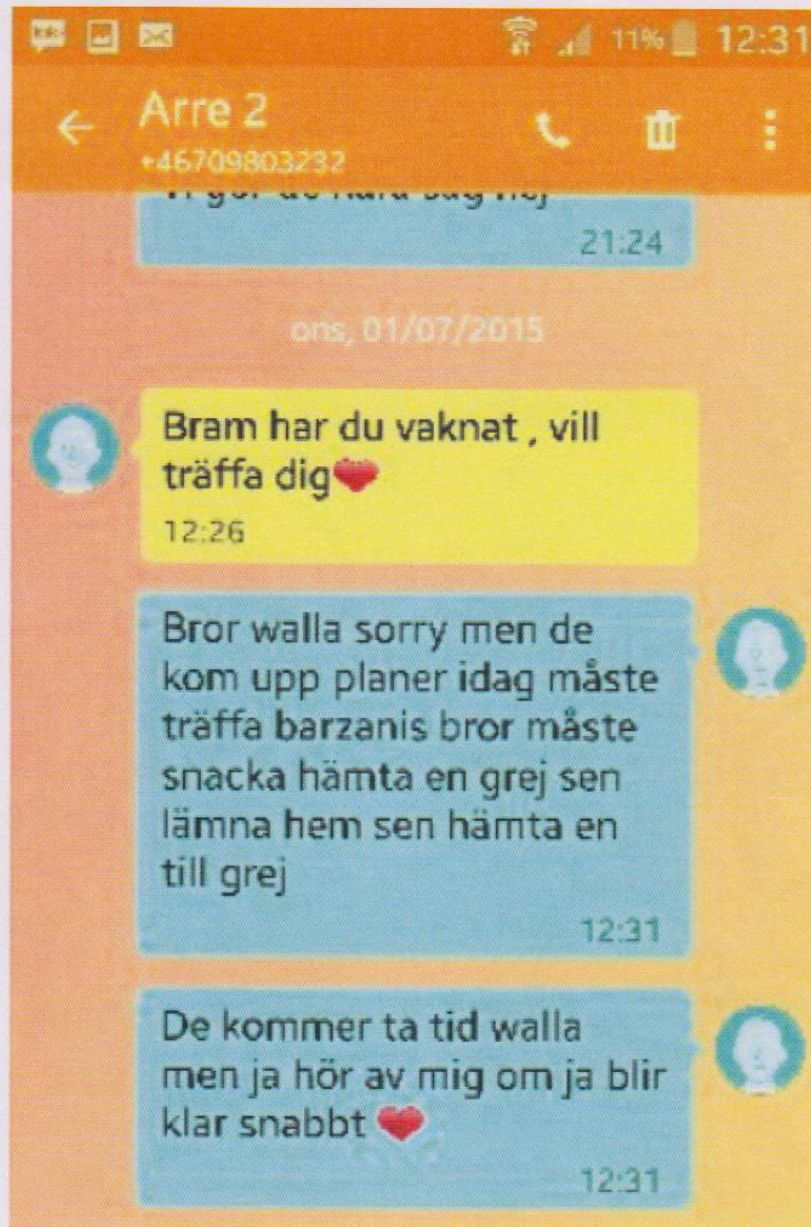 11% 12:31
Arre 2
+46709803232
21:24
ons, 01/07/2015
Bram har du vaknat , vill
träffa dig❤
12:26
Bror walla sorry men de
kom upp planer idag måste
träffa barzanis bror måste
snacka hämta en grej sen
lämna hem sen hämta en
till grej
12:31
De kommer ta tid walla
men ja hör av mig om ja blir
klar snabbt ❤
12:31